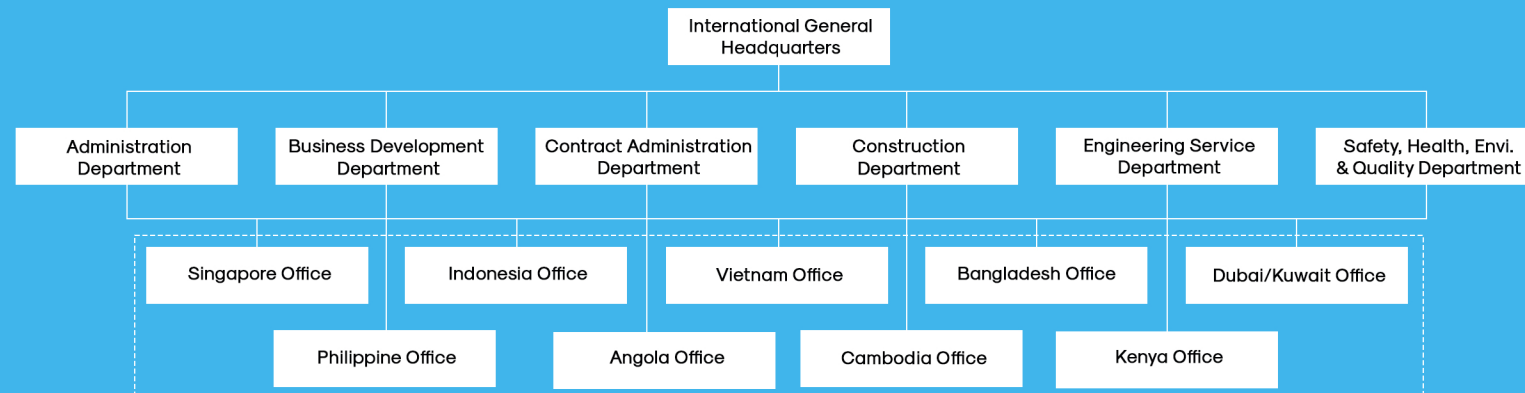 International General
Headquarters
Administration
Department
Business Development
Department
Contract Administration
Department
Construction
Department
Engineering Service
Department
Safety, Health, Envi.
& Quality Department
Singapore Office
Indonesia Office
Vietnam Office
Bangladesh Office
Dubai/Kuwait Office
Philippine Office
Angola Office
Cambodia Office
Kenya Office